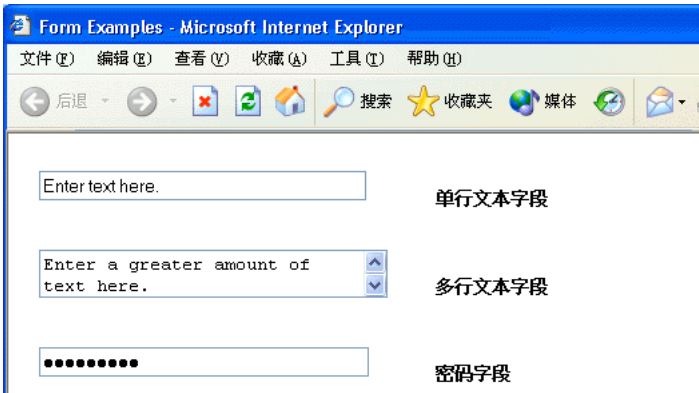 Form Examples - Microsoft Internet Explorer
文件(F) 编辑(E) 查看(V) 收藏(A) 工具(T) 帮助(H)
后退 搜索 收藏夹 媒体
Enter text here.
单行文本字段
Enter a greater amount of
text here.
多行文本字段
●●●●●●●●●
密码字段